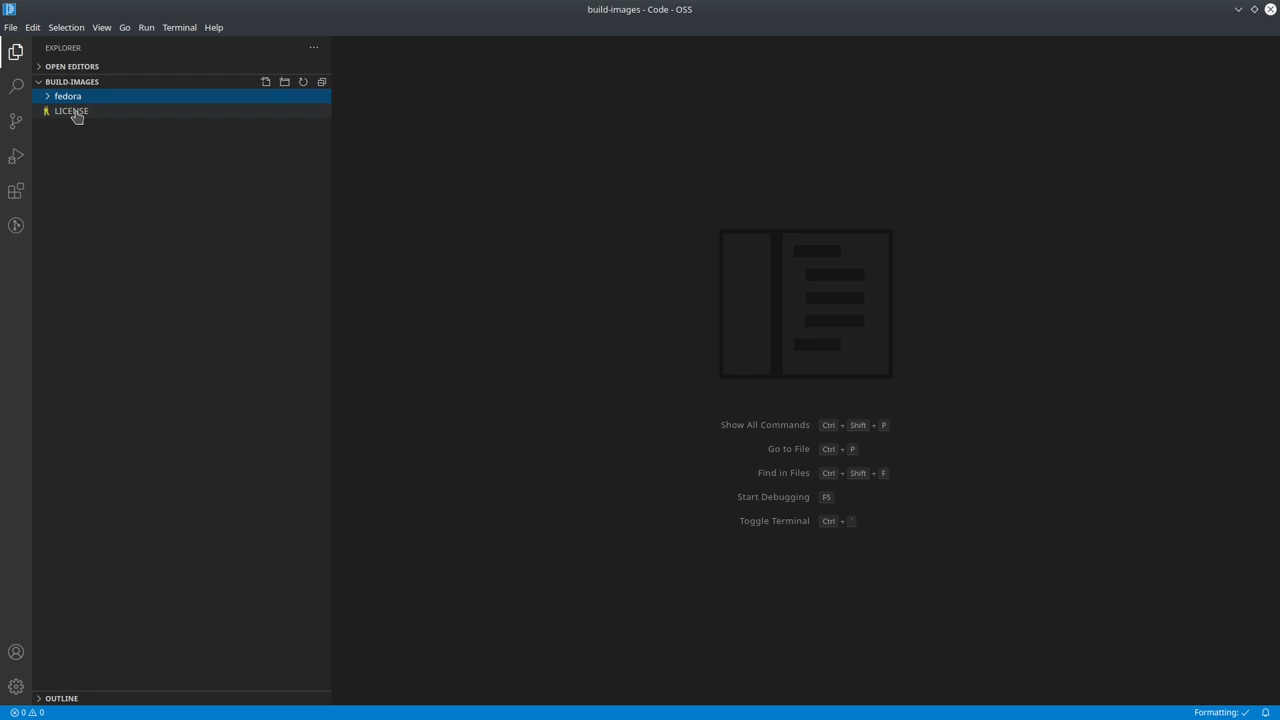 build-images - Code - OSS
File Edit Selection View Go Run Terminal Help
EXPLORER
OPEN EDITORS
BUILD-IMAGES
fedora
LICENSE
Show All Commands Ctrl + Shift + P
Go to File Ctrl + P
Find in Files Ctrl + Shift + F
Start Debugging F5
Toggle Terminal Ctrl + `
OUTLINE
0 0 Formatting: ✓